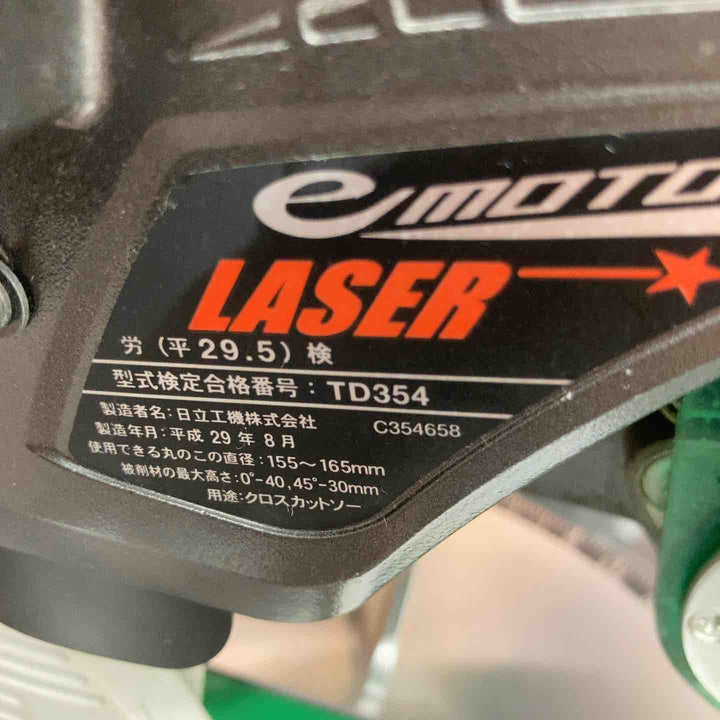 e MOTO
LASER
労（平 29.5）検
型式検定合格番号：TD354
製造者名：日立工機株式会社 C354658
製造年月：平成 29 年 8 月
使用できる丸のこの直径：155～165mm
被削材の最大高さ：0°-40, 45°-30mm
用途：クロスカットソー